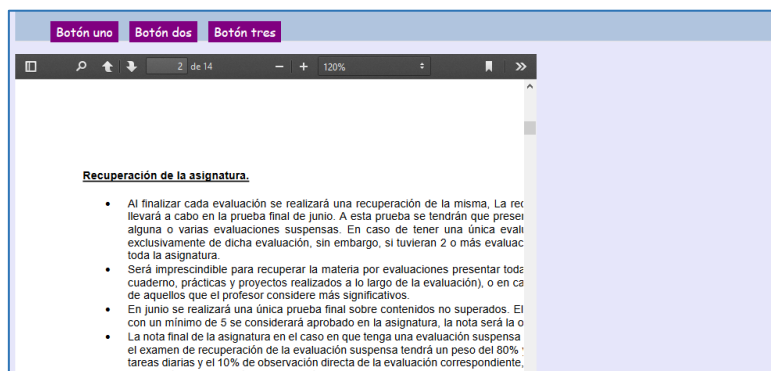 Botón uno Botón dos Botón tres
2 de 14 120%
Recuperación de la asignatura.
• Al finalizar cada evaluación se realizará una recuperación de la misma, La rec
llevará a cabo en la prueba final de junio. A esta prueba se tendrán que prese
alguna o varias evaluaciones suspensas. En caso de tener una única evalu
exclusivamente de dicha evaluación, sin embargo, si tuvieran 2 o más evaluac
toda la asignatura.
• Será imprescindible para recuperar la materia por evaluaciones presentar toda
cuaderno, prácticas y proyectos realizados a lo largo de la evaluación), o en ca
de aquellos que el profesor considere más significativos.
• En junio se realizará una única prueba final sobre contenidos no superados. El
con un mínimo de 5 se considerará aprobado en la asignatura, la nota será la o
• La nota final de la asignatura en el caso en que tenga una evaluación suspensa
el examen de recuperación de la evaluación suspensa tendrá un peso del 80% y
tareas diarias y el 10% de observación directa de la evaluación correspondiente,